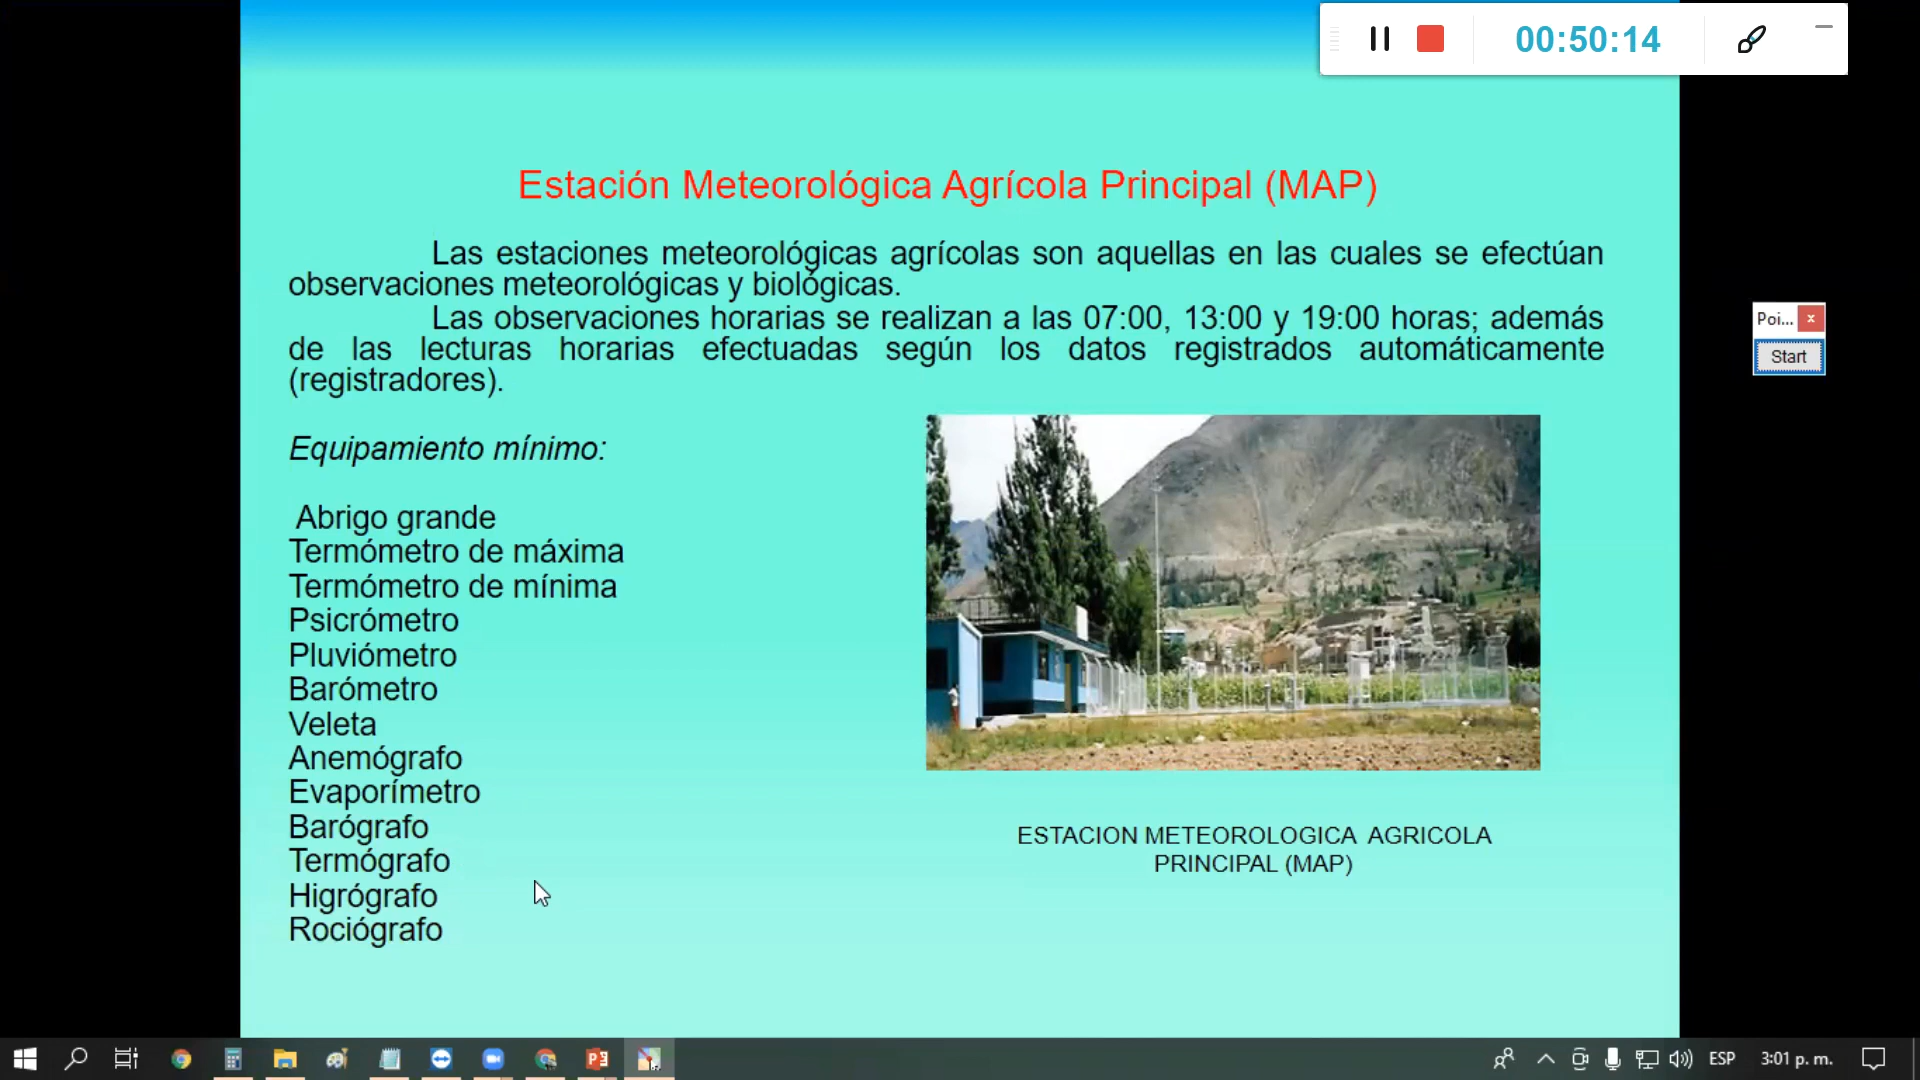 00:50:14
Estación Meteorológica Agrícola Principal (MAP)
Las estaciones meteorológicas agrícolas son aquellas en las cuales se efectúan
observaciones meteorológicas y biológicas.
Las observaciones horarias se realizan a las 07:00, 13:00 y 19:00 horas; además
de las lecturas horarias efectuadas según los datos registrados automáticamente
(registradores).
Poi...
Start
Equipamiento mínimo:
Abrigo grande
Termómetro de máxima
Termómetro de mínima
Psicrómetro
Pluviómetro
Barómetro
Veleta
Anemógrafo
Evaporímetro
Barógrafo
Termógrafo
Higrógrafo
Rociógrafo
ESTACION METEOROLOGICA AGRICOLA
PRINCIPAL (MAP)
ESP
3:01 p. m.